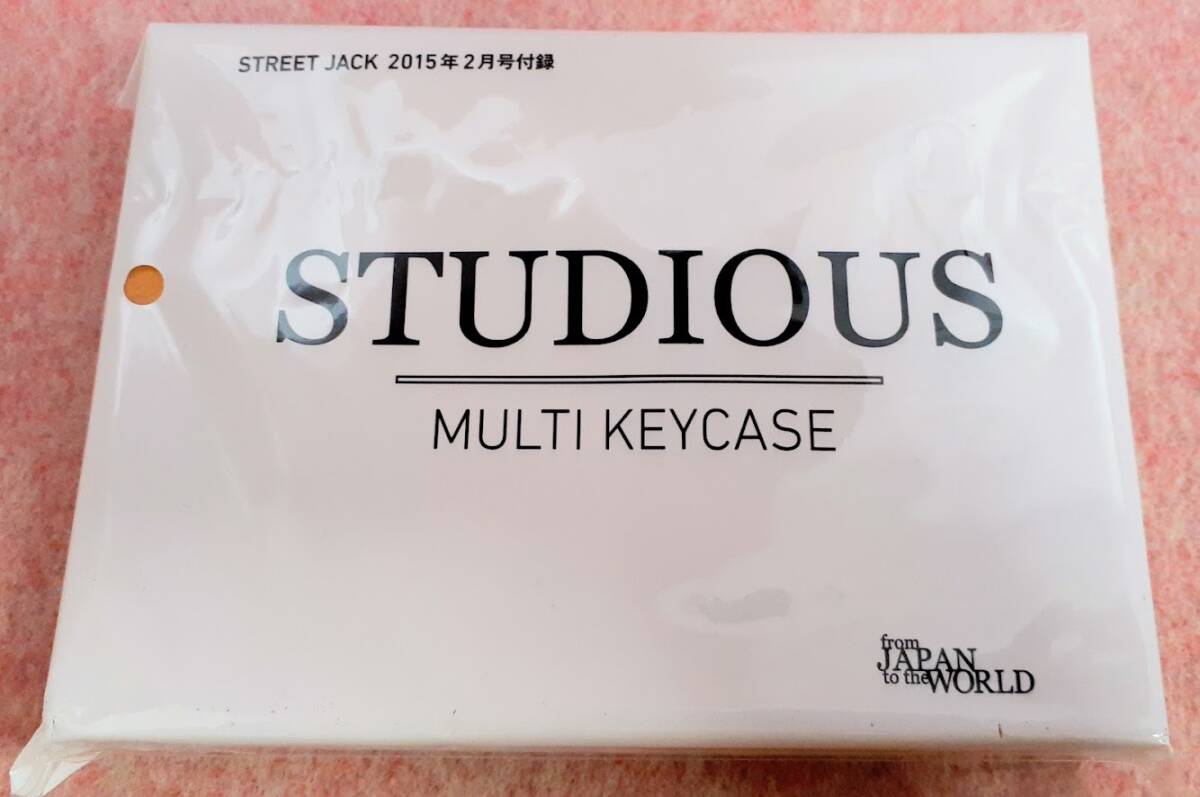 STREET JACK 2015年2月号付録
STUDIOUS
MULTI KEYCASE
from
JAPAN
to the WORLD